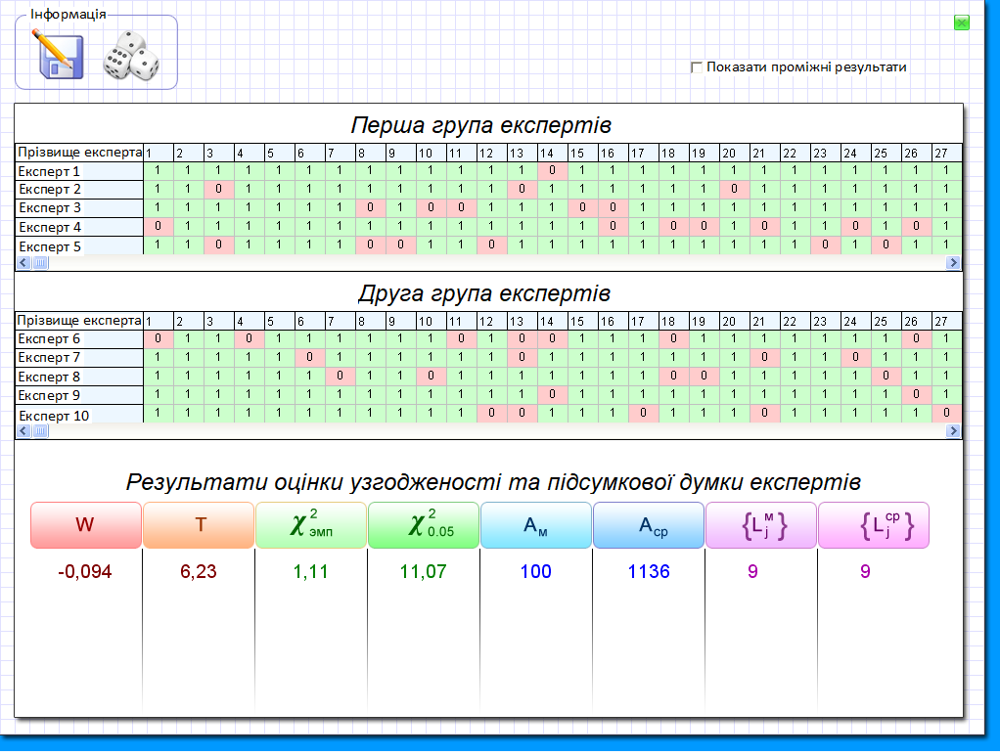 Інформація
Показати проміжні результати
Перша група експертів
Прізвище експерта 1 2 3 4 5 6 7 8 9 10 11 12 13 14 15 16 17 18 19 20 21 22 23 24 25 26 27
Експерт 1 1 1 1 1 1 1 1 1 1 1 1 1 1 0 1 1 1 1 1 1 1 1 1 1 1 1 1
Експерт 2 1 1 0 1 1 1 1 1 1 1 1 1 0 1 1 1 1 1 1 0 1 1 1 1 1 1 1
Експерт 3 1 1 1 1 1 1 1 0 1 0 0 1 1 1 0 0 1 1 1 1 1 1 1 1 1 1 1
Експерт 4 0 1 1 1 1 1 1 1 1 1 1 1 1 1 1 0 1 0 0 1 0 1 1 0 1 0 1
Експерт 5 1 1 0 1 1 1 1 0 0 1 1 0 1 1 1 1 1 1 1 1 1 1 0 1 0 1 1
Друга група експертів
Прізвище експерта 1 2 3 4 5 6 7 8 9 10 11 12 13 14 15 16 17 18 19 20 21 22 23 24 25 26 27
Експерт 6 0 1 1 0 1 1 1 1 1 1 0 1 0 0 1 1 1 0 1 1 1 1 1 1 1 0 1
Експерт 7 1 1 1 1 1 0 1 1 1 1 1 1 0 1 1 1 1 1 1 1 0 1 1 0 1 1 1
Експерт 8 1 1 1 1 1 1 0 1 1 0 1 1 1 1 1 1 1 0 0 1 1 1 1 1 0 1 1
Експерт 9 1 1 1 1 1 1 1 1 1 1 1 1 1 0 1 1 1 1 1 1 1 1 1 1 1 0 1
Експерт 10 1 1 1 1 1 1 1 1 1 1 1 0 0 1 1 1 0 1 1 1 0 1 1 1 1 1 0
Результати оцінки узгодженості та підсумкової думки експертів
W T χ²емп χ²0.05 Aм Aср {Ljм} {Ljср}
-0,094 6,23 1,11 11,07 100 1136 9 9